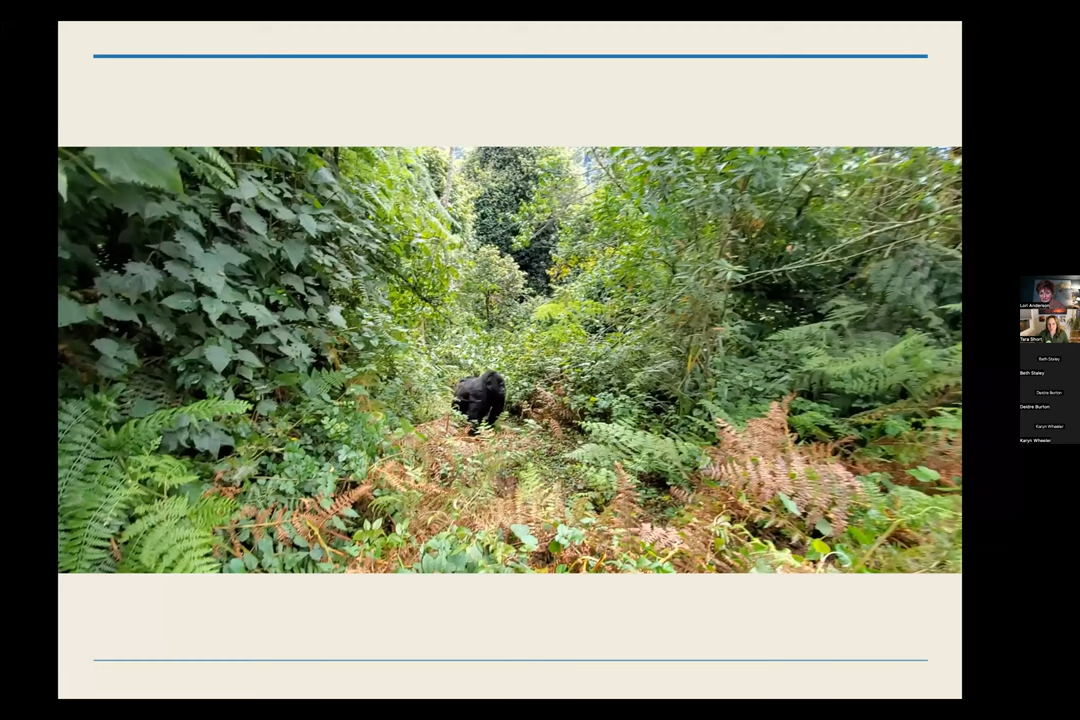 Lori Anderson
Tara Short
Beth Staley
Beth Staley
Deidre Burton
Deidre Burton
Karyn Wheeler
Karyn Wheeler